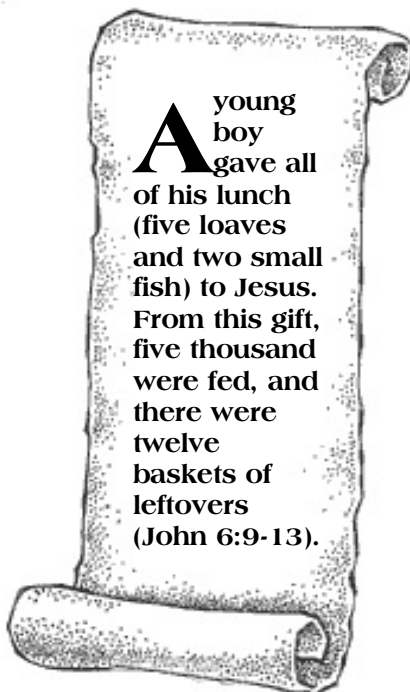 A young
boy
gave all
of his lunch
(five loaves
and two small
fish) to Jesus.
From this gift,
five thousand
were fed, and
there were
twelve
baskets of
leftovers
(John 6:9-13).